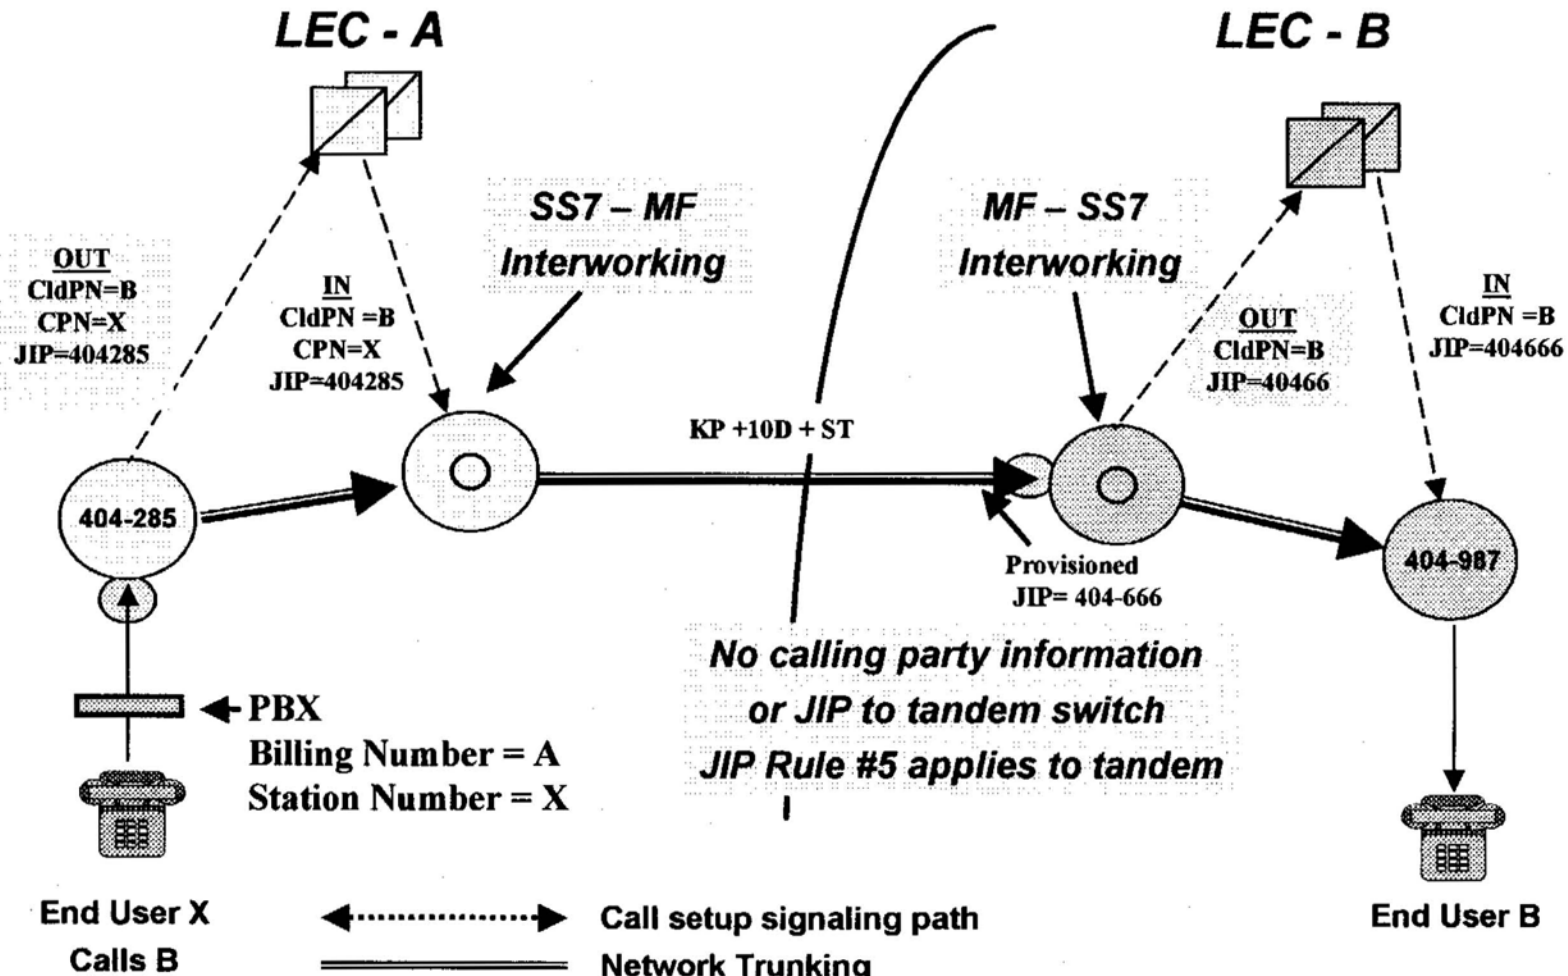 LEC - A
LEC - B
SS7 – MF
Interworking
MF – SS7
Interworking
OUT
CldPN=B
CPN=X
JIP=404285
IN
CldPN =B
CPN=X
JIP=404285
OUT
CldPN=B
JIP=40466
IN
CldPN =B
JIP=404666
KP +10D + ST
404-285
404-987
Provisioned
JIP= 404-666
No calling party information
or JIP to tandem switch
JIP Rule #5 applies to tandem
PBX
Billing Number = A
Station Number = X
End User X
Calls B
Call setup signaling path
Network Trunking
End User B